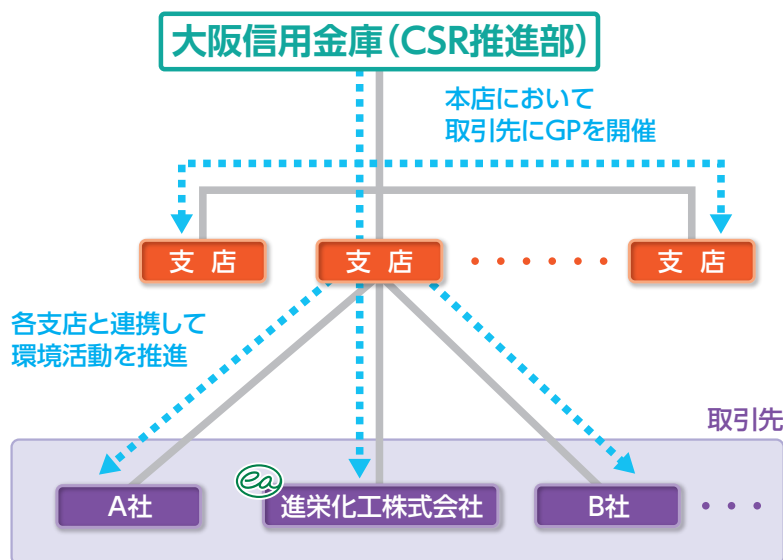 大阪信用金庫（CSR推進部）
本店において
取引先にGPを開催
支 店
支 店
・・・・・・・
支 店
各支店と連携して
環境活動を推進
取引先
A社
ea
進栄化工株式会社
B社
・・・